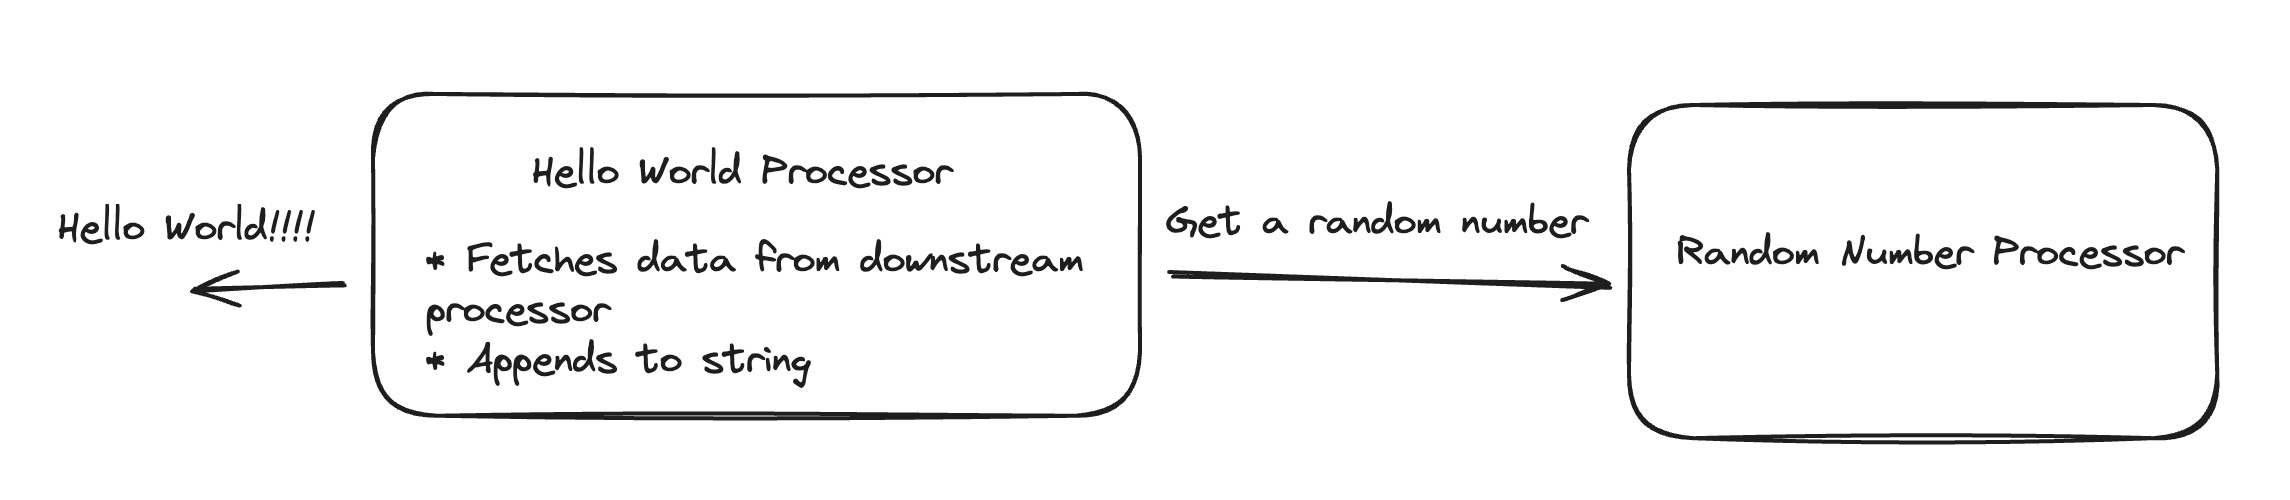 Hello World!!!!
Hello World Processor
* Fetches data from downstream
processor
* Appends to string
Get a random number
Random Number Processor